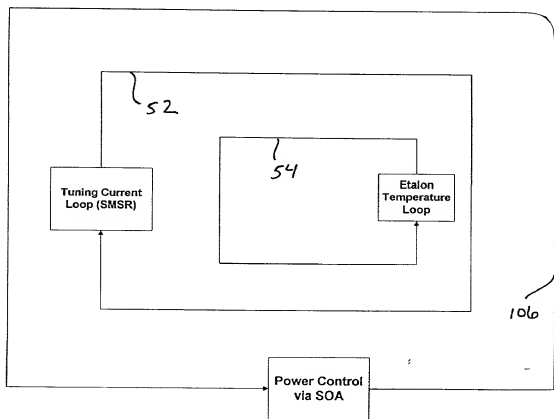 52
54
Tuning Current
Loop (SMSR)
Etalon
Temperature
Loop
106
Power Control
via SOA